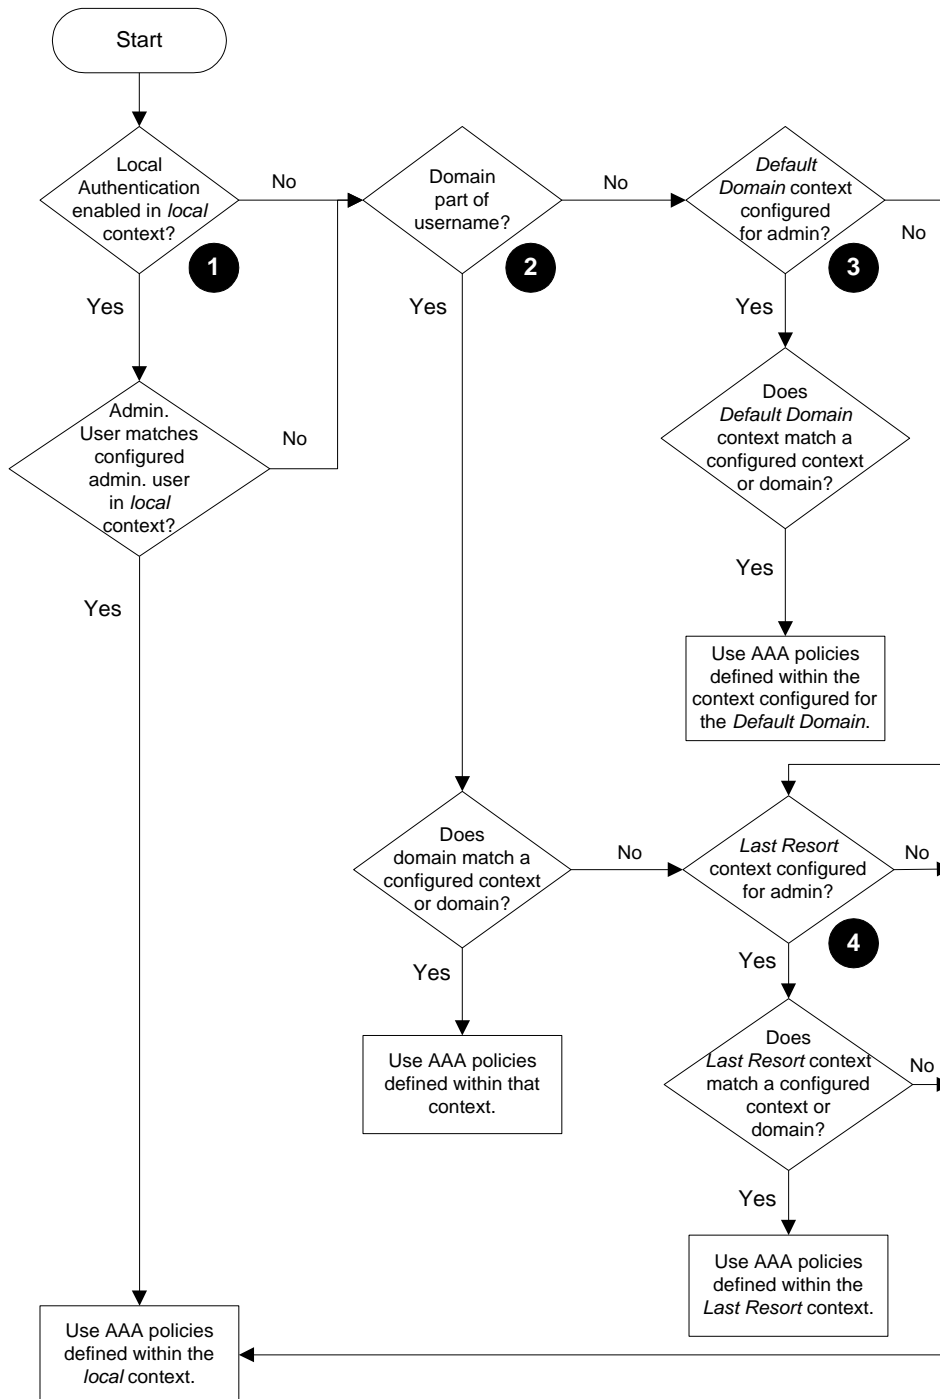 Start
Local
Authentication
enabled in local
context?
No
1
Yes
Domain
part of
username?
No
2
Yes
Default
Domain context
configured
for admin?
No
3
Yes
Admin.
User matches
configured
admin. user
in local
context?
No
Yes
Does
Default Domain
context match a
configured context
or domain?
Yes
Use AAA policies
defined within the
context configured for
the Default Domain.
Does
domain match a
configured context
or domain?
No
Yes
Last Resort
context configured
for admin?
No
4
Yes
Use AAA policies
defined within that
context.
Does
Last Resort context
match a configured
context or
domain?
No
Yes
Use AAA policies
defined within the
Last Resort context.
Use AAA policies
defined within the
local context.